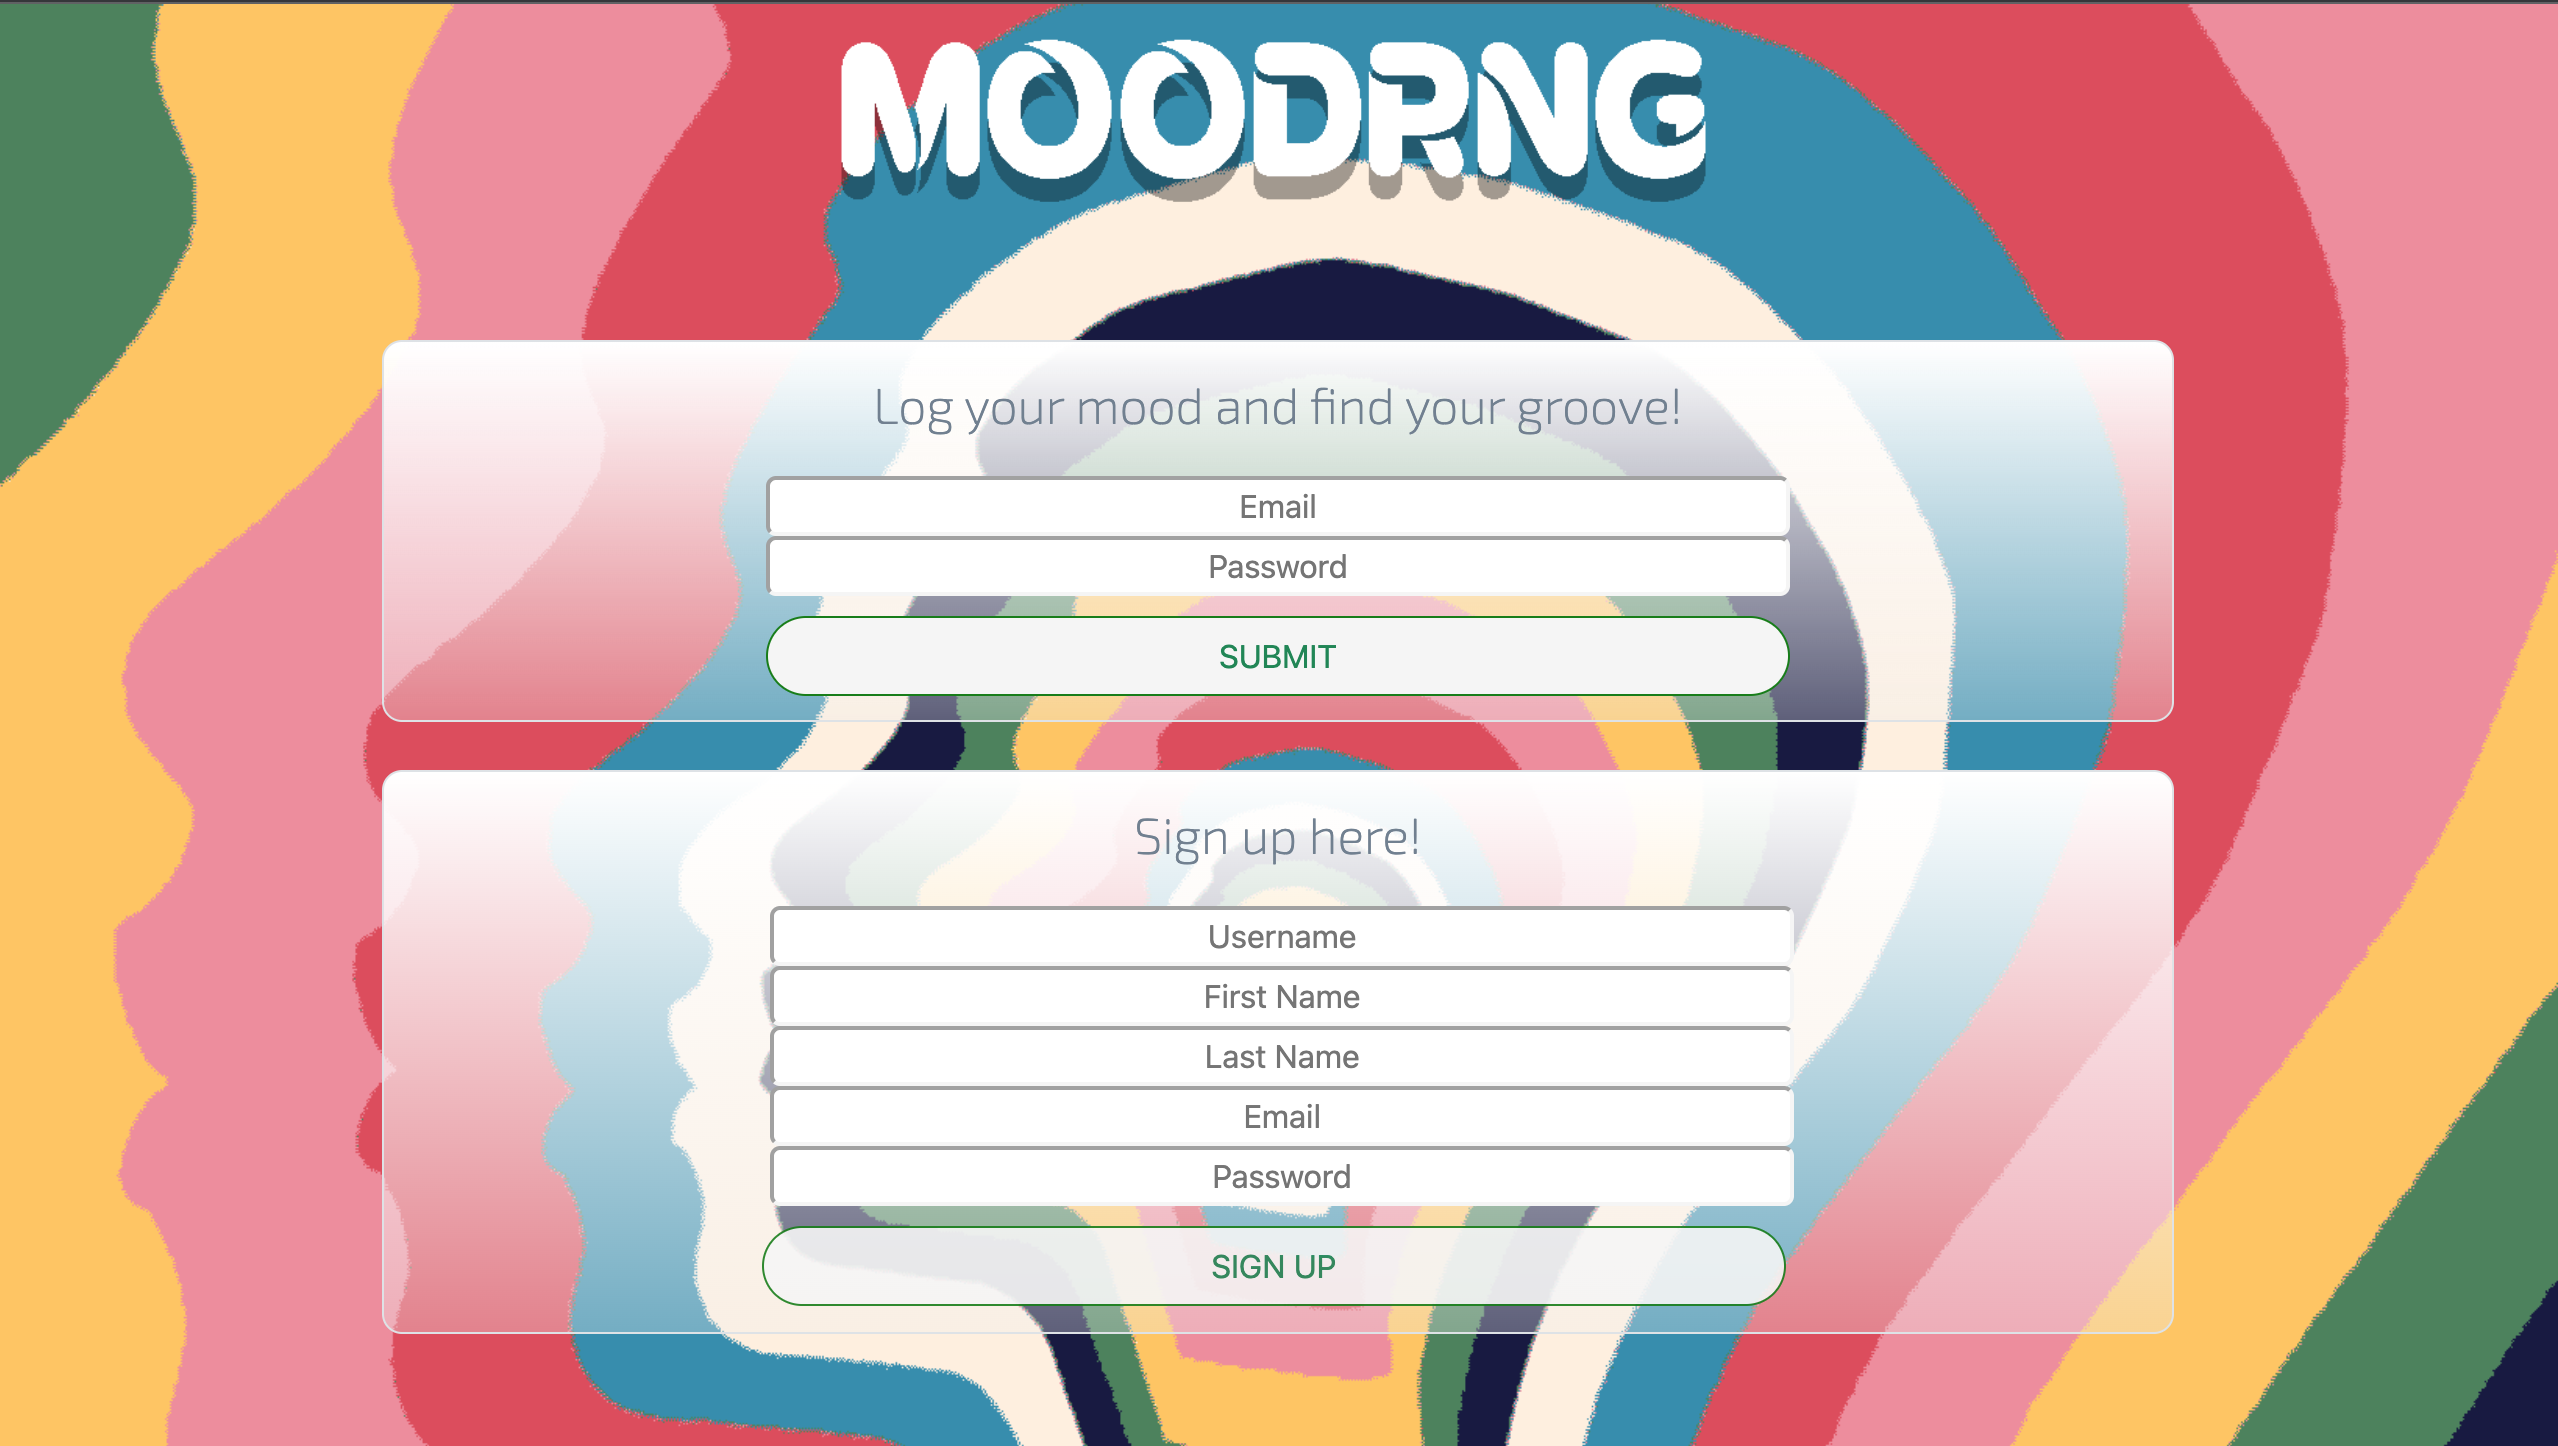 MOODRNG
Log your mood and find your groove!
Email
Password
SUBMIT
Sign up here!
Username
First Name
Last Name
Email
Password
SIGN UP